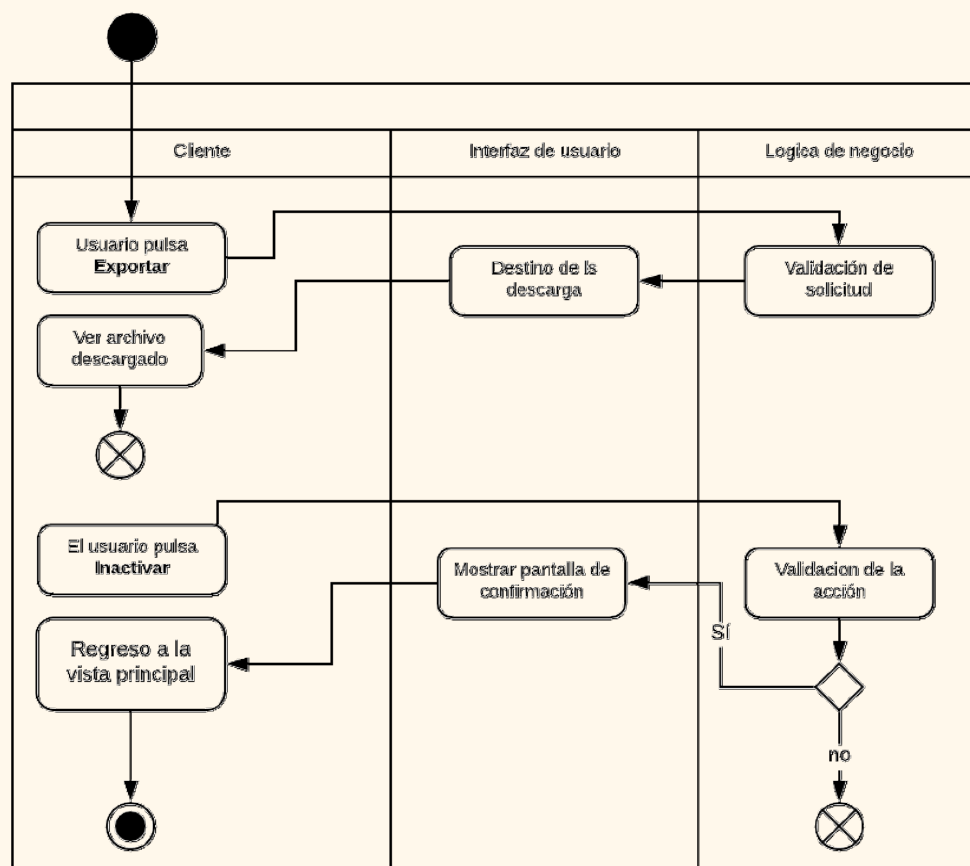 Cliente
Interfaz de usuario
Logica de negocio
Usuario pulsa
Exportar
Destino de ls
descarga
Validación de
solicitud
Ver archivo
descargado
El usuario pulsa
Inactivar
Mostrar pantalla de
confirmación
Validacion de la
acción
Sí
Regreso a la
vista principal
no